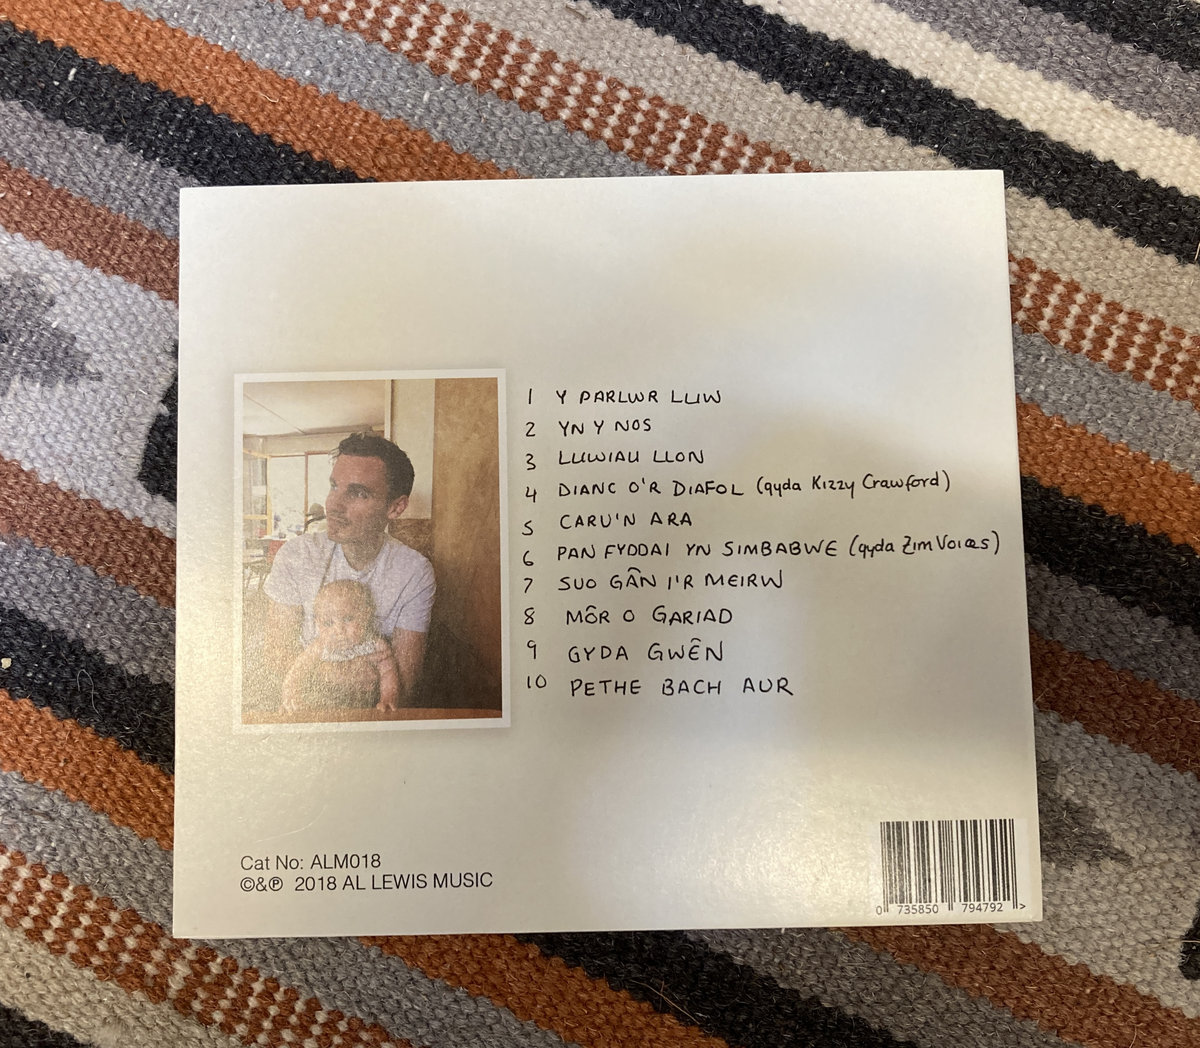 1 Y PARLWR LLIW
2 YN Y NOS
3 LLUWIAU LLON
4 DIANC O'R DIAFOL (gyda Kizzy Crawford)
5 CARU'N ARA
6 PAN FYDDAI YN SIMBABWE (gyda Zim Voices)
7 SUO GÂN I'R MEIRW
8 MÔR O GARIAD
9 GYDA GWÊN
10 PETHE BACH AUR
Cat No: ALM018
©&℗ 2018 AL LEWIS MUSIC
0 735850 794792 >